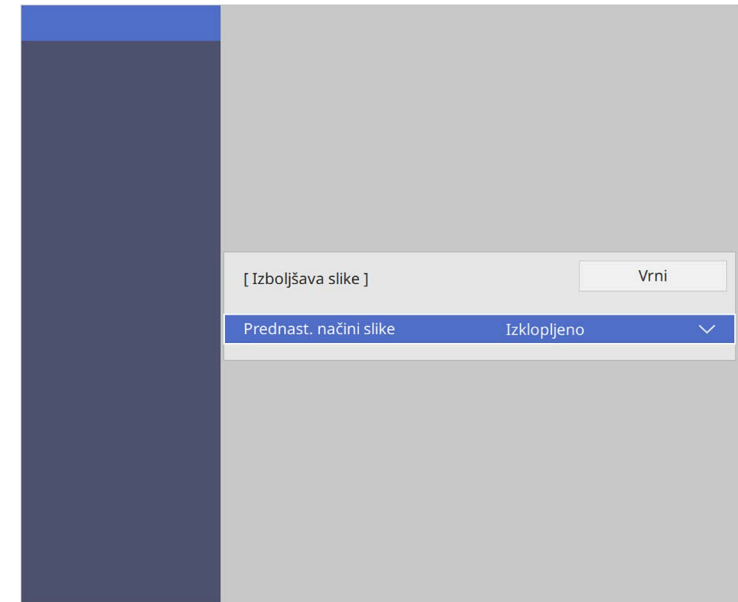 [ Izboljšava slike ]
Vrni
Prednast. načini slike
Izklopljeno